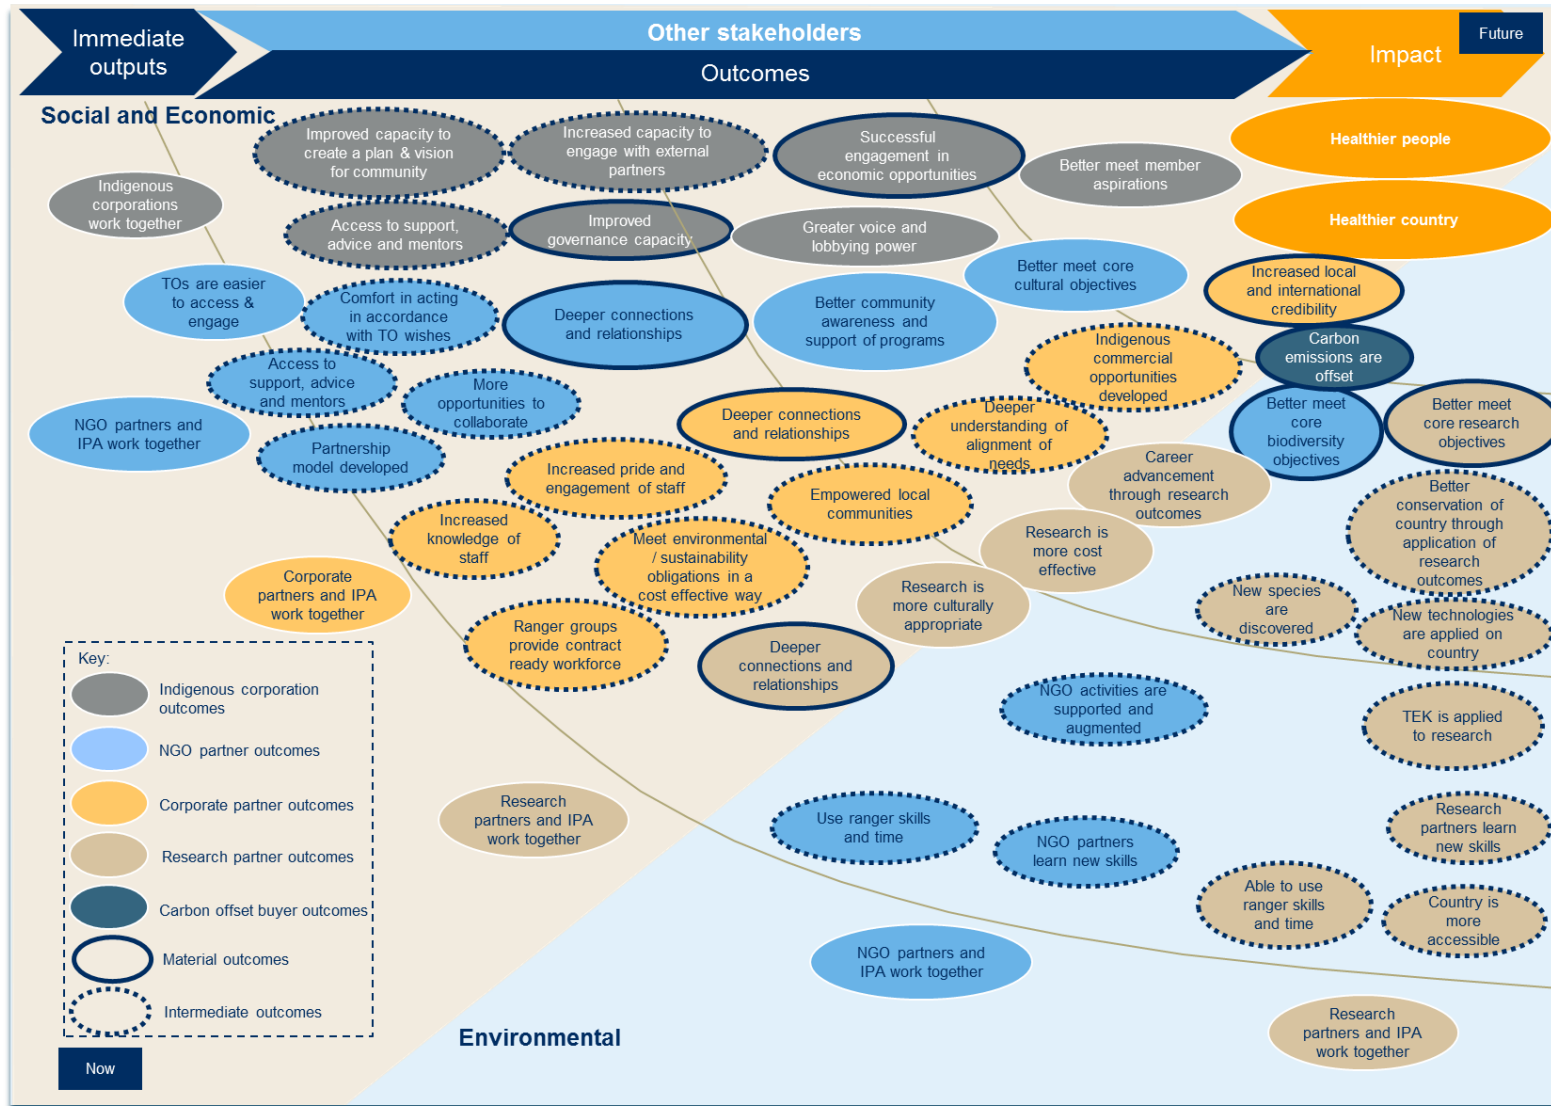 Immediate
outputs
Other stakeholders
Outcomes
Impact
Future
Social and Economic
Improved capacity to
create a plan & vision
for community
Increased capacity to
engage with external
partners
Successful
engagement in
economic opportunities
Better meet member
aspirations
Healthier people
Indigenous
corporations
work together
Access to support,
advice and mentors
Improved
governance capacity
Greater voice and
lobbying power
Healthier country
TOs are easier
to access &
engage
Comfort in acting
in accordance
with TO wishes
Deeper connections
and relationships
Better community
awareness and
support of programs
Better meet core
cultural objectives
Increased local
and international
credibility
Indigenous
commercial
opportunities
developed
Carbon
emissions are
offset
Access to
support, advice
and mentors
More
opportunities to
collaborate
Deeper connections
and relationships
Deeper
understanding of
alignment of
needs
Better meet
core
biodiversity
objectives
Better meet
core research
objectives
NGO partners and
IPA work together
Partnership
model developed
Increased pride and
engagement of staff
Empowered local
communities
Career
advancement
through research
outcomes
Better
conservation of
country through
application of
research
outcomes
Increased
knowledge of
staff
Meet environmental
/ sustainability
obligations in a
cost effective way
Research is
more cost
effective
Corporate
partners and IPA
work together
Research is
more culturally
appropriate
New species
are
discovered
New technologies
are applied on
country
Ranger groups
provide contract
ready workforce
Deeper
connections and
relationships
NGO activities are
supported and
augmented
TEK is applied
to research
Research
partners and IPA
work together
Use ranger skills
and time
NGO partners
learn new skills
Research
partners learn
new skills
Able to use
ranger skills
and time
Country is
more
accessible
NGO partners and
IPA work together
Research
partners and IPA
work together
Environmental
Key:
Indigenous corporation
outcomes
NGO partner outcomes
Corporate partner outcomes
Research partner outcomes
Carbon offset buyer outcomes
Material outcomes
Intermediate outcomes
Now